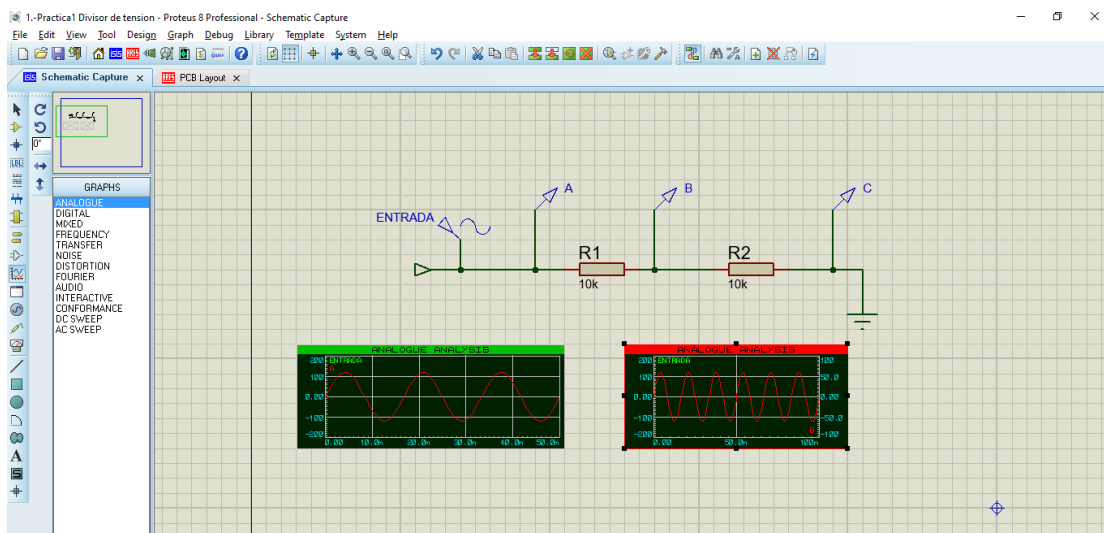 1.-Practica1 Divisor de tension - Proteus 8 Professional - Schematic Capture
File Edit View Tool Design Graph Debug Library Template System Help
Schematic Capture x
PCB Layout x
0°
LBL
GRAPHS
ANALOGUE
DIGITAL
MIXED
FREQUENCY
TRANSFER
NOISE
DISTORTION
FOURIER
AUDIO
INTERACTIVE
CONFORMANCE
DC SWEEP
AC SWEEP
A
B
C
ENTRADA
R1
R2
10k
10k
ANALOGUE ANALYSIS
ENTRADA
200
100
0.00
-100
-200
0.00 10.0m 20.0m 30.0m 40.0m 50.0m
ANALOGUE ANALYSIS
ENTRADA
200 100
100 50.0
0.00 0.00
-100 -50.0
-200 -100
0.00 50.0m 100m